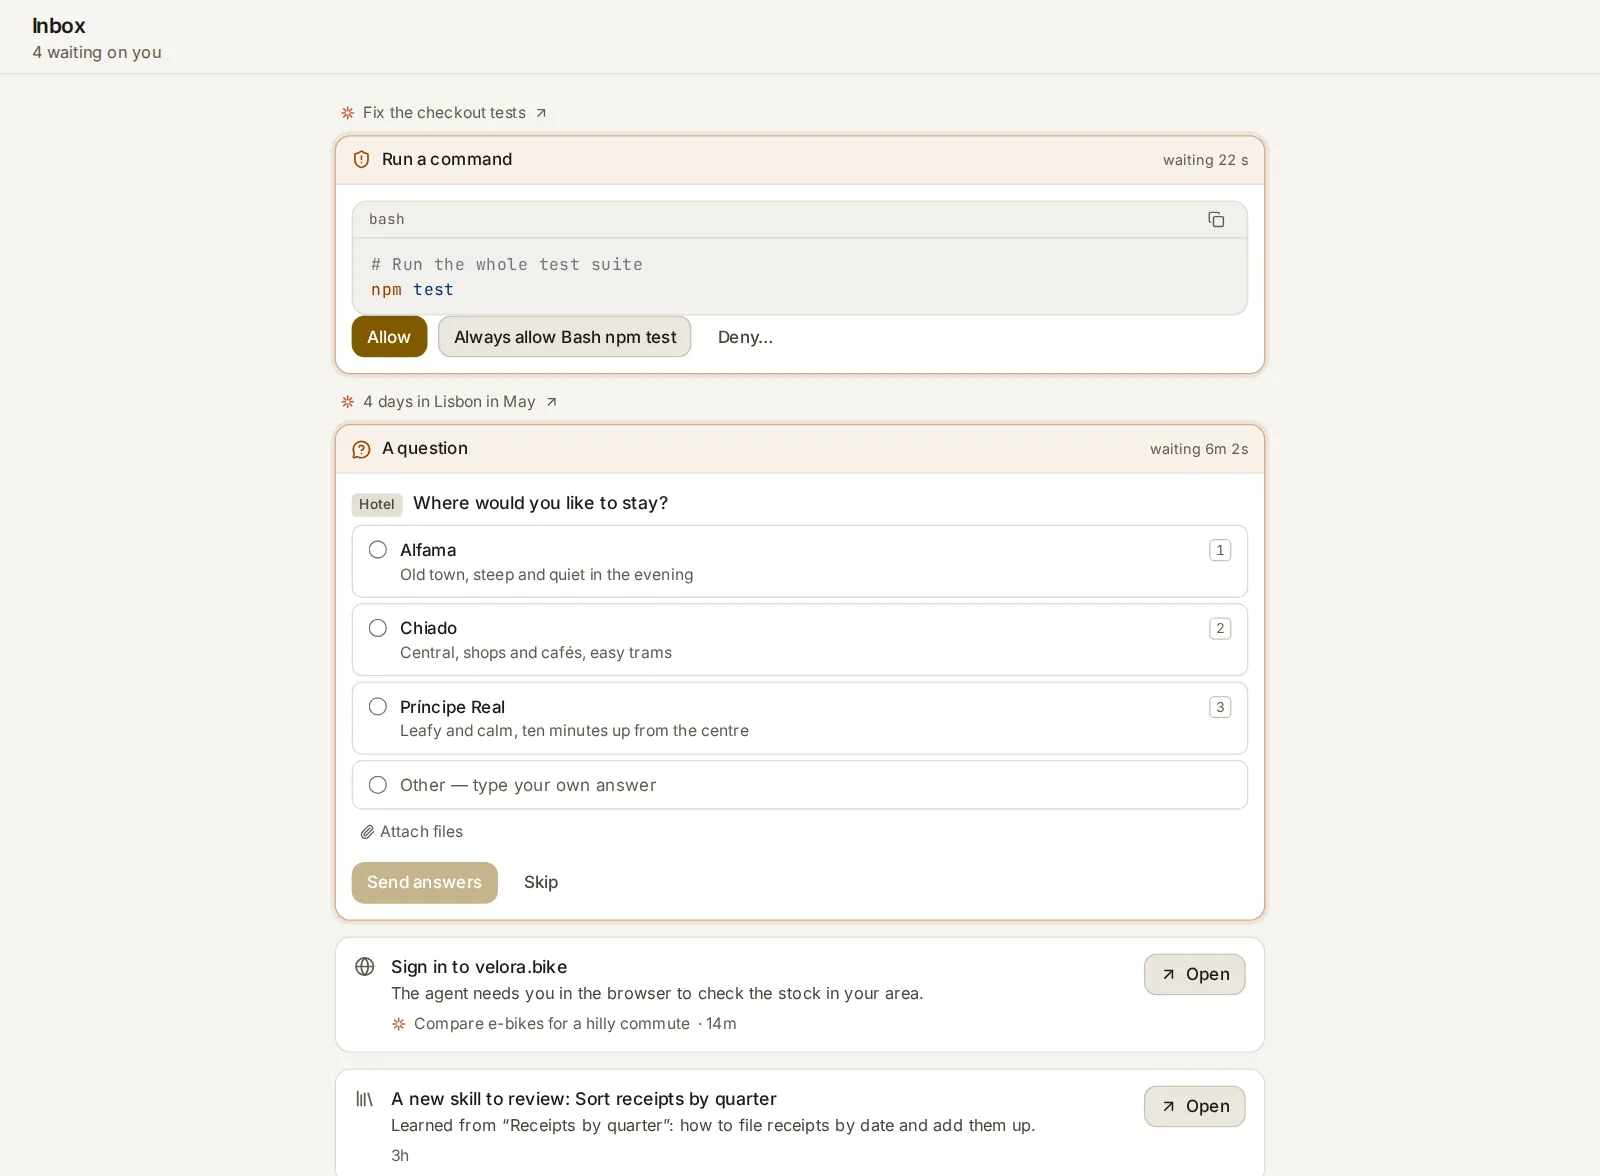 Inbox
4 waiting on you
Fix the checkout tests
Run a command
waiting 22 s
bash
# Run the whole test suite
npm test
Allow
Always allow Bash npm test
Deny…
4 days in Lisbon in May
A question
waiting 6m 2s
Hotel
Where would you like to stay?
Alfama
1
Old town, steep and quiet in the evening
Chiado
2
Central, shops and cafés, easy trams
Príncipe Real
3
Leafy and calm, ten minutes up from the centre
Other — type your own answer
Attach files
Send answers
Skip
Sign in to velora.bike
Open
The agent needs you in the browser to check the stock in your area.
Compare e-bikes for a hilly commute · 14m
A new skill to review: Sort receipts by quarter
Open
Learned from “Receipts by quarter”: how to file receipts by date and add them up.
3h